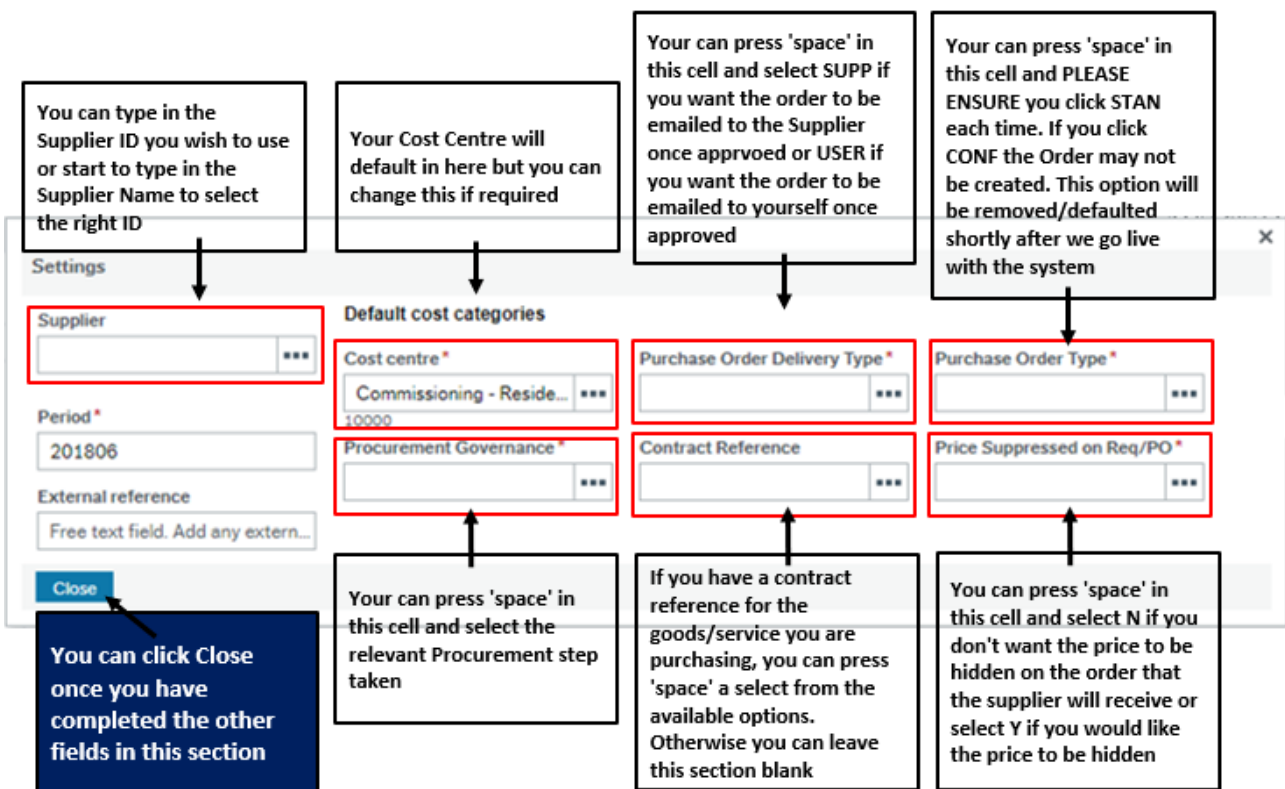 You can type in the
Supplier ID you wish to use
or start to type in the
Supplier Name to select
the right ID
Your Cost Centre will
default in here but you can
change this if required
Your can press 'space' in
this cell and select SUPP if
you want the order to be
emailed to the Supplier
once apprvoed or USER if
you want the order to be
emailed to yourself once
approved
Your can press 'space' in
this cell and PLEASE
ENSURE you click STAN
each time. If you click
CONF the Order may not
be created. This option will
be removed/defaulted
shortly after we go live
with the system
Settings
Supplier
Default cost categories
Cost centre *
Commissioning - Reside...
10000
Purchase Order Delivery Type *
Purchase Order Type *
Period *
201806
Procurement Governance *
Contract Reference
Price Suppressed on Req/PO *
External reference
Free text field. Add any extern...
Close
You can click Close
once you have
completed the other
fields in this section
Your can press 'space' in
this cell and select the
relevant Procurement step
taken
If you have a contract
reference for the
goods/service you are
purchasing, you can press
'space' a select from the
available options.
Otherwise you can leave
this section blank
You can press 'space' in
this cell and select N if you
don't want the price to be
hidden on the order that
the supplier will receive or
select Y if you would like
the price to be hidden